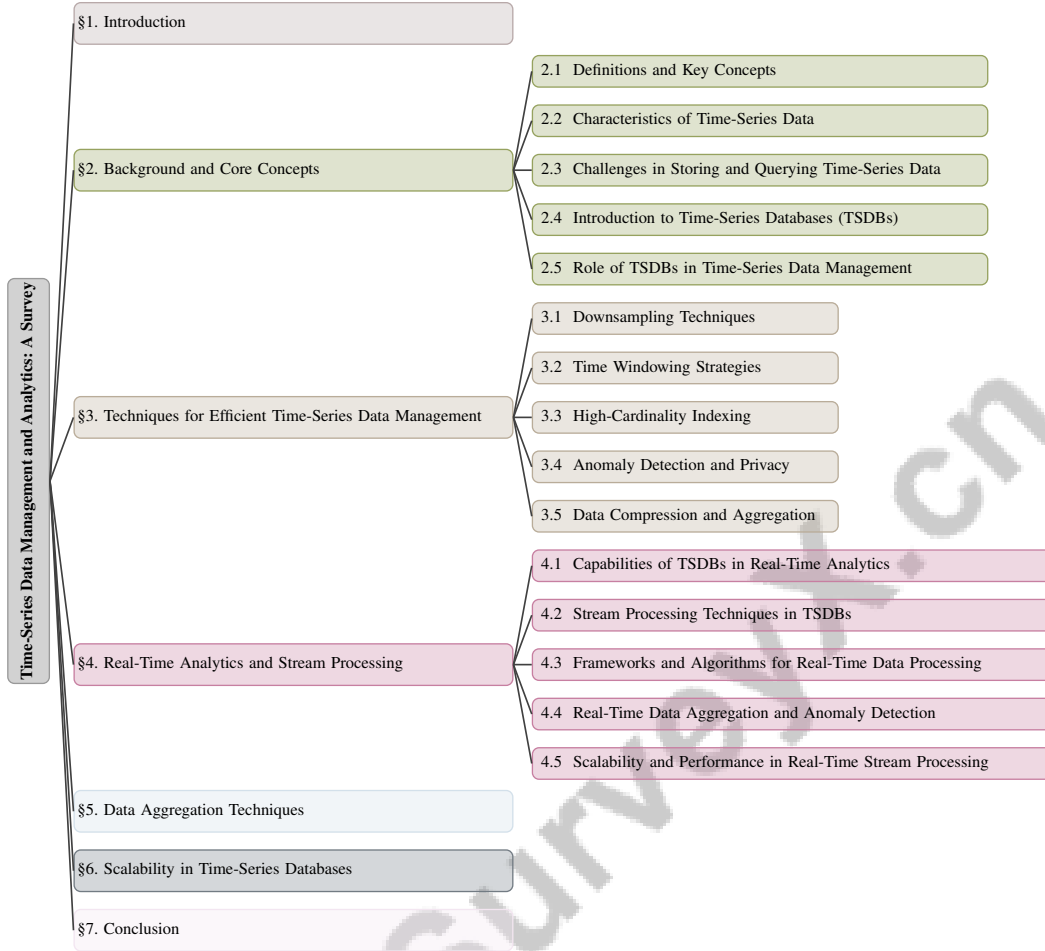 Time-Series Data Management and Analytics: A Survey
§1. Introduction
§2. Background and Core Concepts
2.1 Definitions and Key Concepts
2.2 Characteristics of Time-Series Data
2.3 Challenges in Storing and Querying Time-Series Data
2.4 Introduction to Time-Series Databases (TSDBs)
2.5 Role of TSDBs in Time-Series Data Management
§3. Techniques for Efficient Time-Series Data Management
3.1 Downsampling Techniques
3.2 Time Windowing Strategies
3.3 High-Cardinality Indexing
3.4 Anomaly Detection and Privacy
3.5 Data Compression and Aggregation
§4. Real-Time Analytics and Stream Processing
4.1 Capabilities of TSDBs in Real-Time Analytics
4.2 Stream Processing Techniques in TSDBs
4.3 Frameworks and Algorithms for Real-Time Data Processing
4.4 Real-Time Data Aggregation and Anomaly Detection
4.5 Scalability and Performance in Real-Time Stream Processing
§5. Data Aggregation Techniques
§6. Scalability in Time-Series Databases
§7. Conclusion
SurveyX.cn